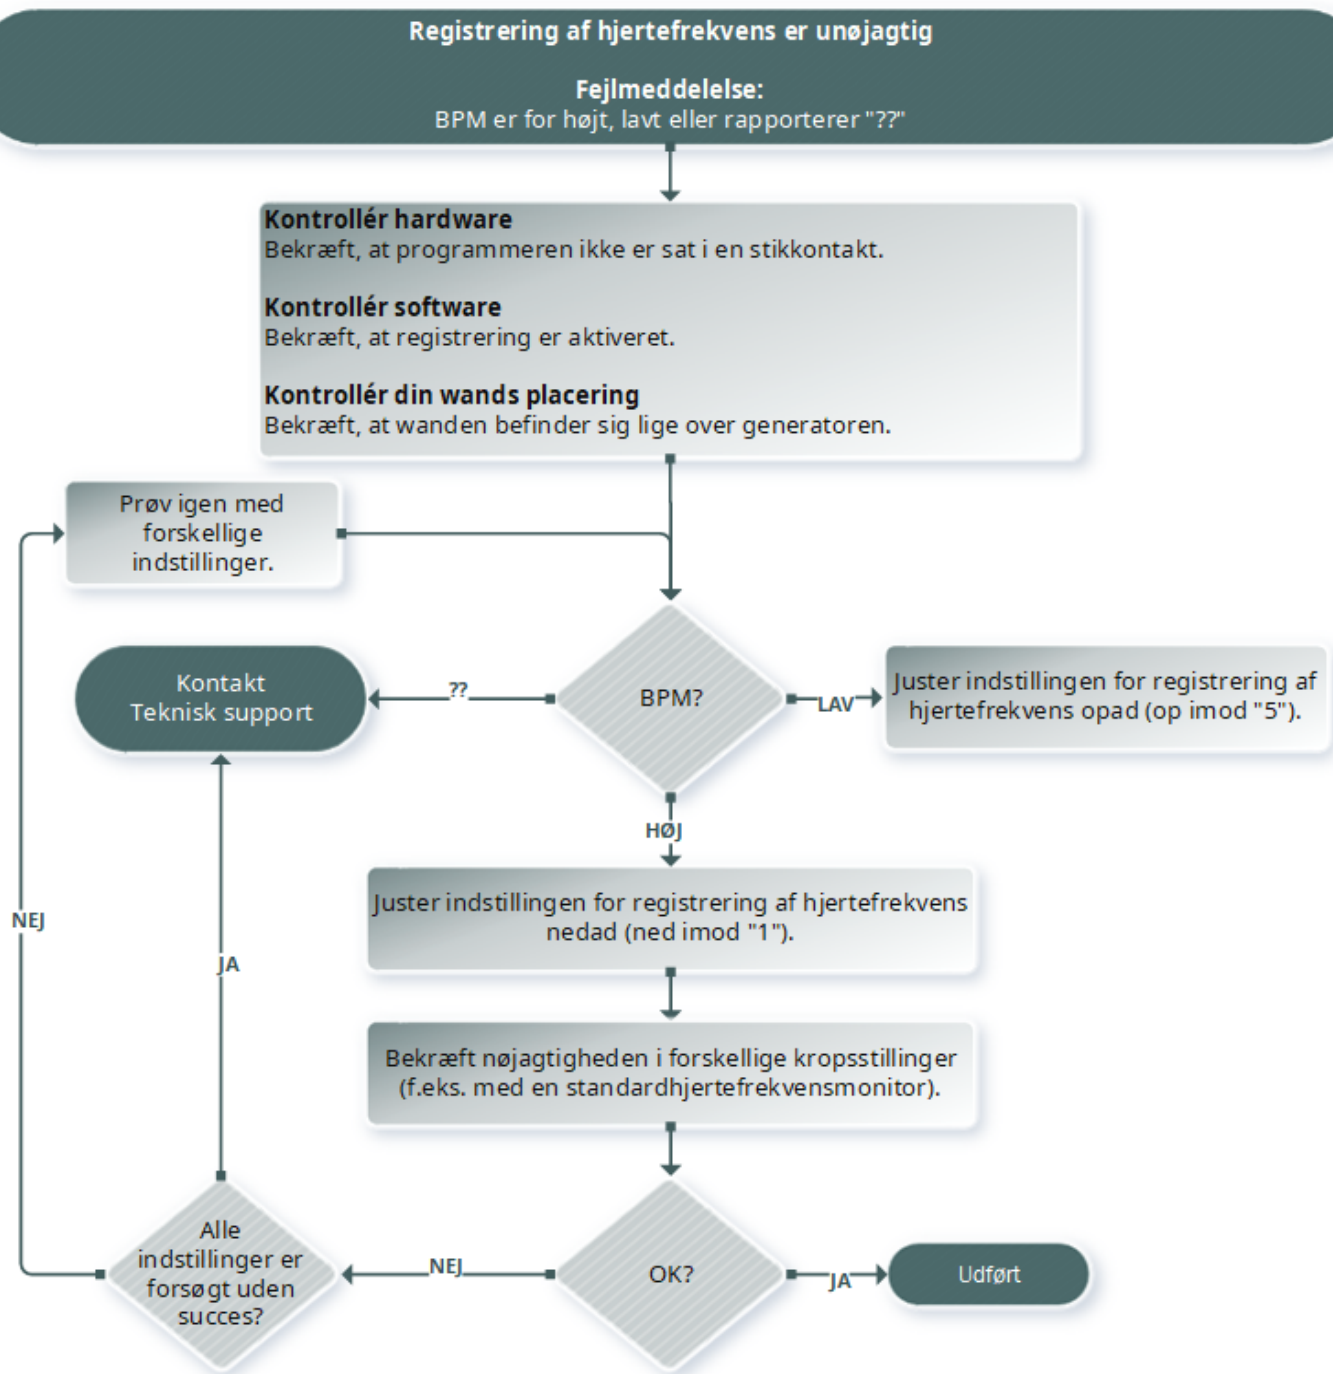 Registrering af hjertefrekvens er unøjagtig
Fejlmeddelelse:
BPM er for højt, lavt eller rapporterer "??"
Kontrollér hardware
Bekræft, at programmeren ikke er sat i en stikkontakt.
Kontrollér software
Bekræft, at registrering er aktiveret.
Kontrollér din wands placering
Bekræft, at wanden befinder sig lige over generatoren.
Prøv igen med
forskellige
indstillinger.
Kontakt
Teknisk support
??
BPM?
LAV
Juster indstillingen for registrering af
hjertefrekvens opad (op imod "5").
HØJ
Juster indstillingen for registrering af hjertefrekvens
nedad (ned imod "1").
NEJ
JA
Bekræft nøjagtigheden i forskellige kropsstillinger
(f.eks. med en standardhjertefrekvensmonitor).
Alle
indstillinger er
forsøgt uden
succes?
NEJ
OK?
JA
Udført